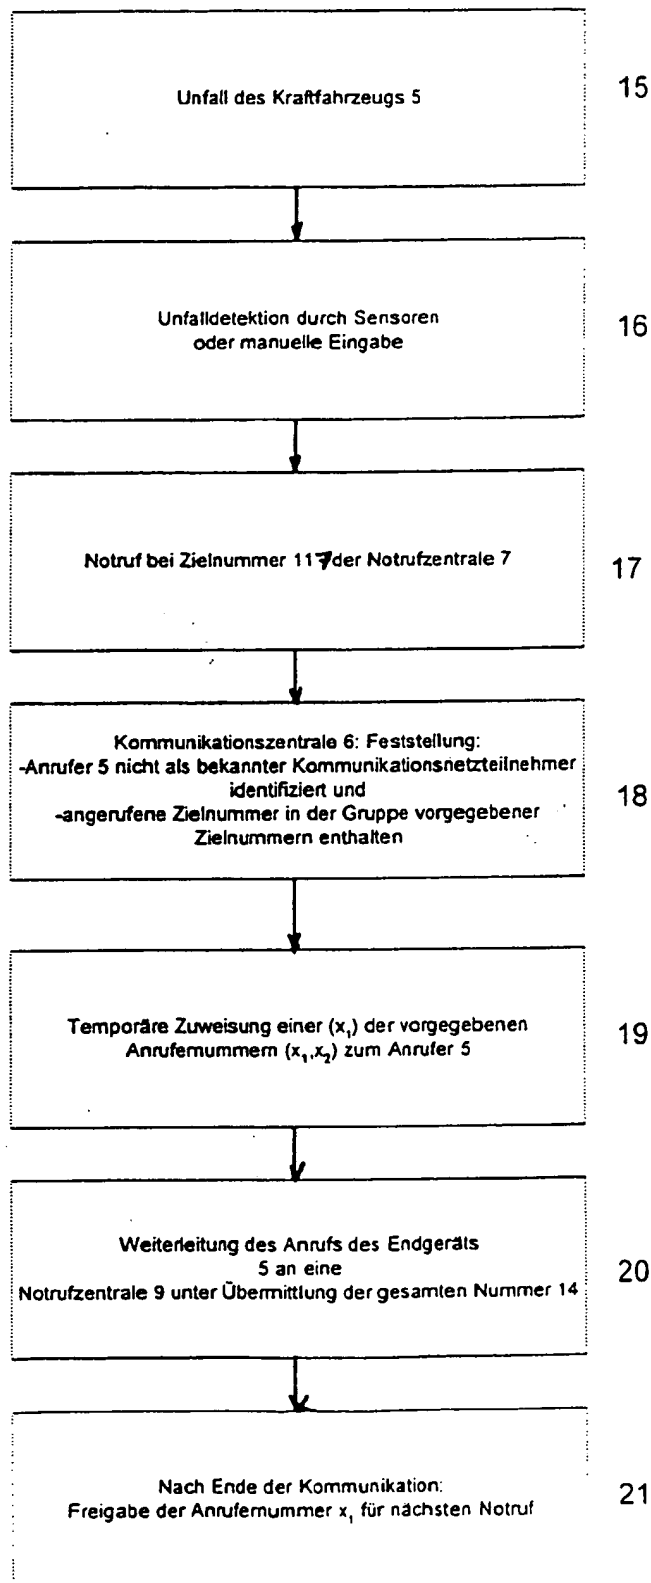 Unfall des Kraftfahrzeugs 5
15
Unfalldetektion durch Sensoren
oder manuelle Eingabe
16
Notruf bei Zielnummer 117 der Notrufzentrale 7
17
Kommunikationszentrale 6: Feststellung:
-Anrufer 5 nicht als bekannter Kommunikationsnetzteilnehmer
identifiziert und
-angerufene Zielnummer in der Gruppe vorgegebener
Zielnummern enthalten
18
Temporäre Zuweisung einer (x₁) der vorgegebenen
Anrufernummern (x₁,x₂) zum Anrufer 5
19
Weiterleitung des Anrufs des Endgeräts
5 an eine
Notrufzentrale 9 unter Übermittlung der gesamten Nummer 14
20
Nach Ende der Kommunikation:
Freigabe der Anrufernummer x₁ für nächsten Notruf
21